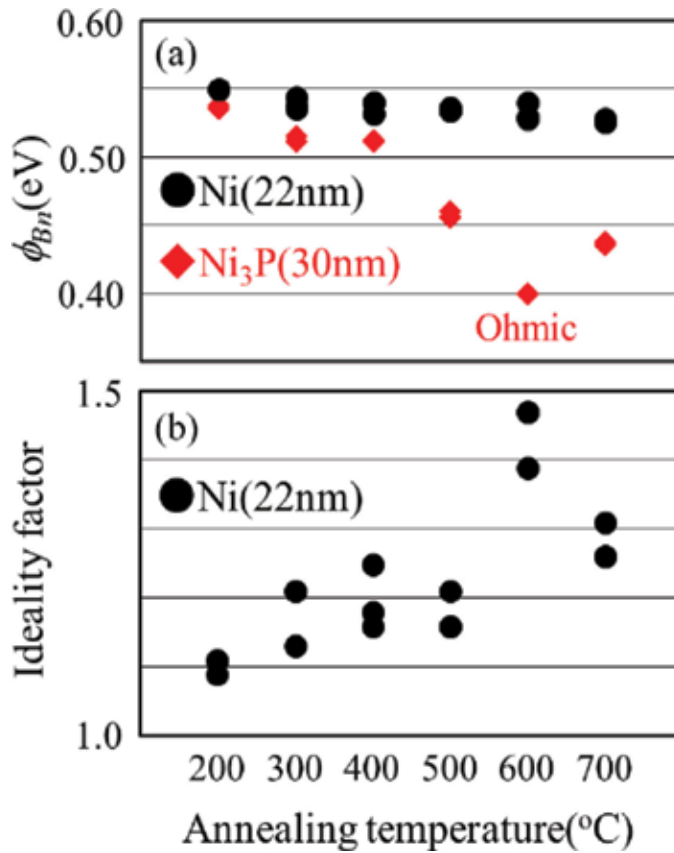 0.60
(a)
0.50
ϕBn(eV)
Ni(22nm)
Ni₃P(30nm)
0.40
Ohmic
1.5
(b)
Ni(22nm)
Ideality factor
1.0
200 300 400 500 600 700
Annealing temperature(°C)